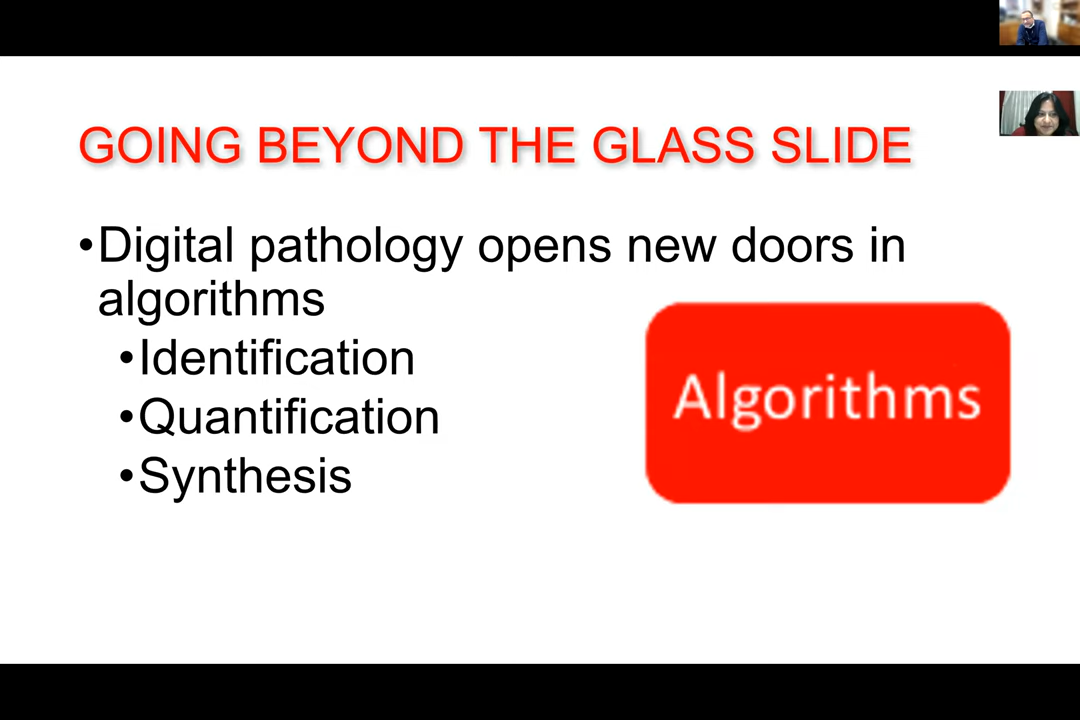 GOING BEYOND THE GLASS SLIDE
•Digital pathology opens new doors in
algorithms
•Identification
•Quantification
•Synthesis
Algorithms